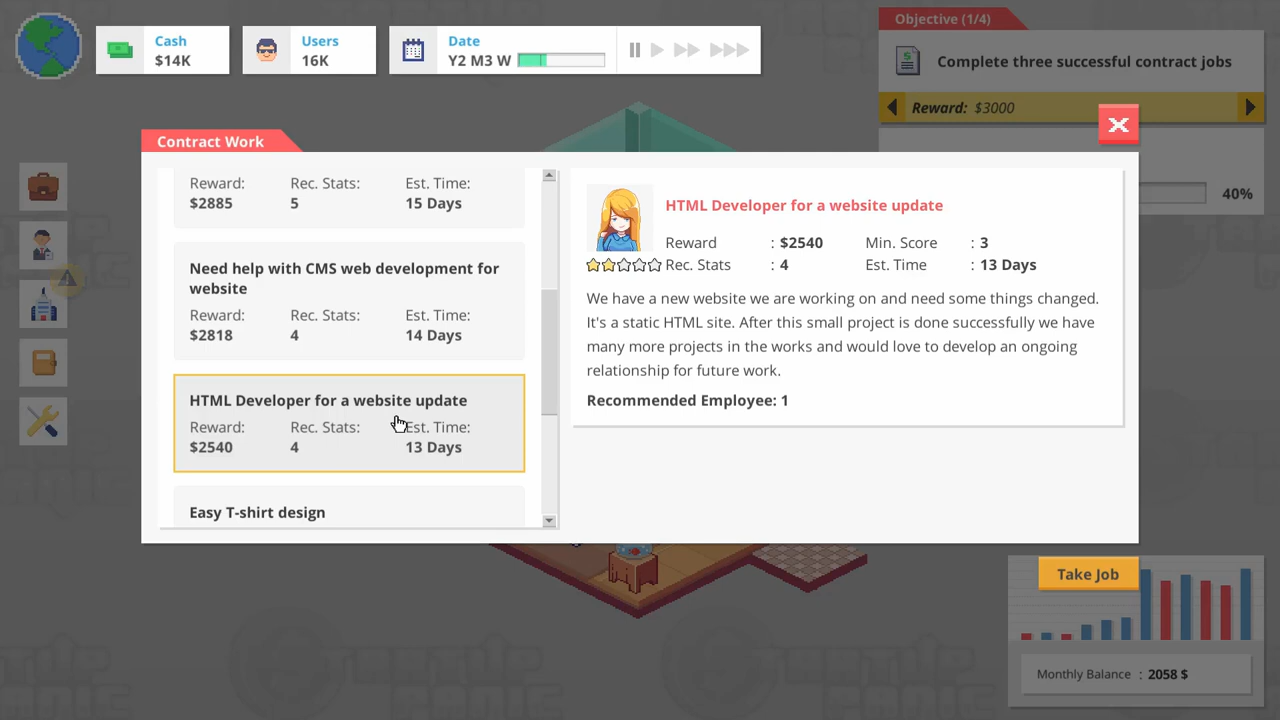 Cash
$14K
Users
16K
Date
Y2 M3 W
Objective (1/4)
Complete three successful contract jobs
Reward: $3000
40%
Contract Work
Reward: Rec. Stats: Est. Time:
$2885 5 15 Days
Need help with CMS web development for
website
Reward: Rec. Stats: Est. Time:
$2818 4 14 Days
HTML Developer for a website update
Reward: Rec. Stats: Est. Time:
$2540 4 13 Days
Easy T-shirt design
HTML Developer for a website update
Reward : $2540 Min. Score : 3
Rec. Stats : 4 Est. Time : 13 Days
We have a new website we are working on and need some things changed.
It's a static HTML site. After this small project is done successfully we have
many more projects in the works and would love to develop an ongoing
relationship for future work.
Recommended Employee: 1
Take Job
Monthly Balance : 2058 $